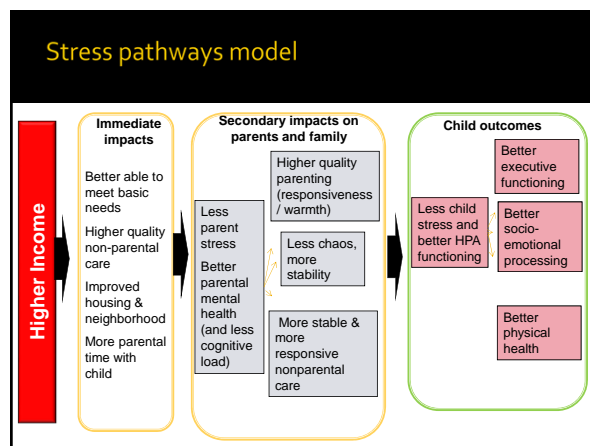 Stress pathways model
Higher Income
Immediate
impacts
Better able to
meet basic
needs
Higher quality
non-parental
care
Improved
housing &
neighborhood
More parental
time with
child
Secondary impacts on
parents and family
Less
parent
stress
Better
parental
mental
health
(and less
cognitive
load)
Higher quality
parenting
(responsiveness
/ warmth)
Less chaos,
more
stability
More stable &
more
responsive
nonparental
care
Child outcomes
Less child
stress and
better HPA
functioning
Better
executive
functioning
Better
socio-
emotional
processing
Better
physical
health